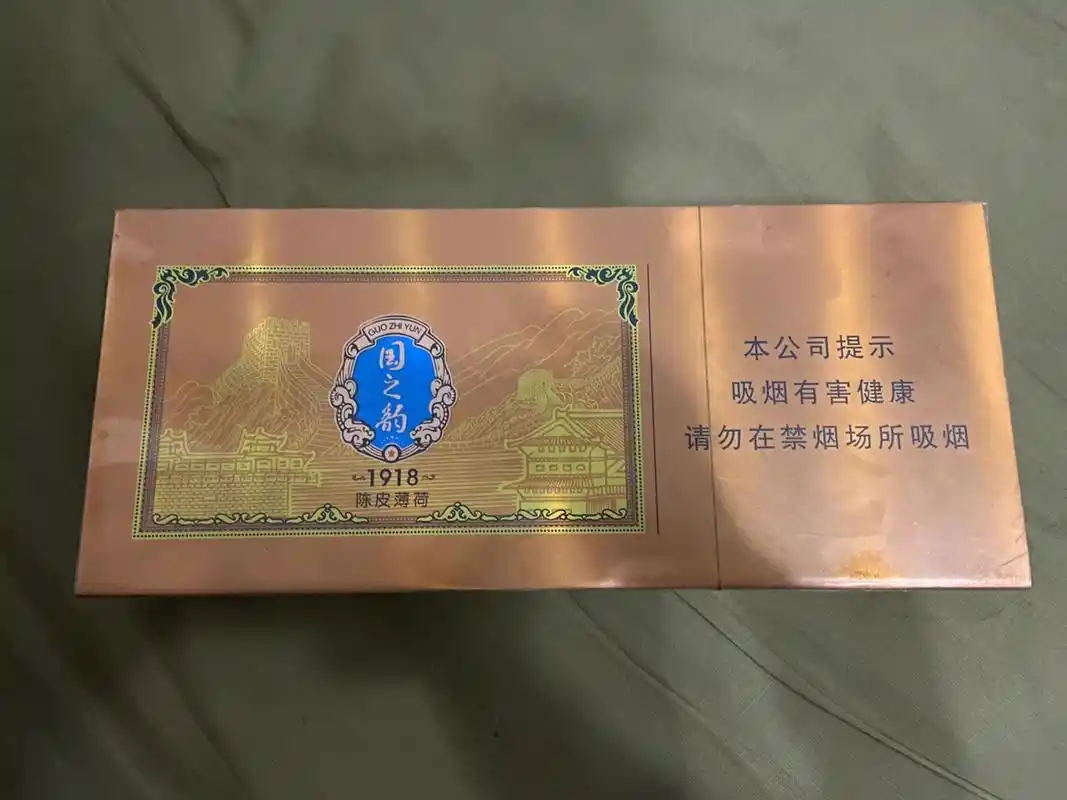 GUO ZHI YUN
国之韵
1918
陈皮薄荷
本公司提示
吸烟有害健康
请勿在禁烟场所吸烟